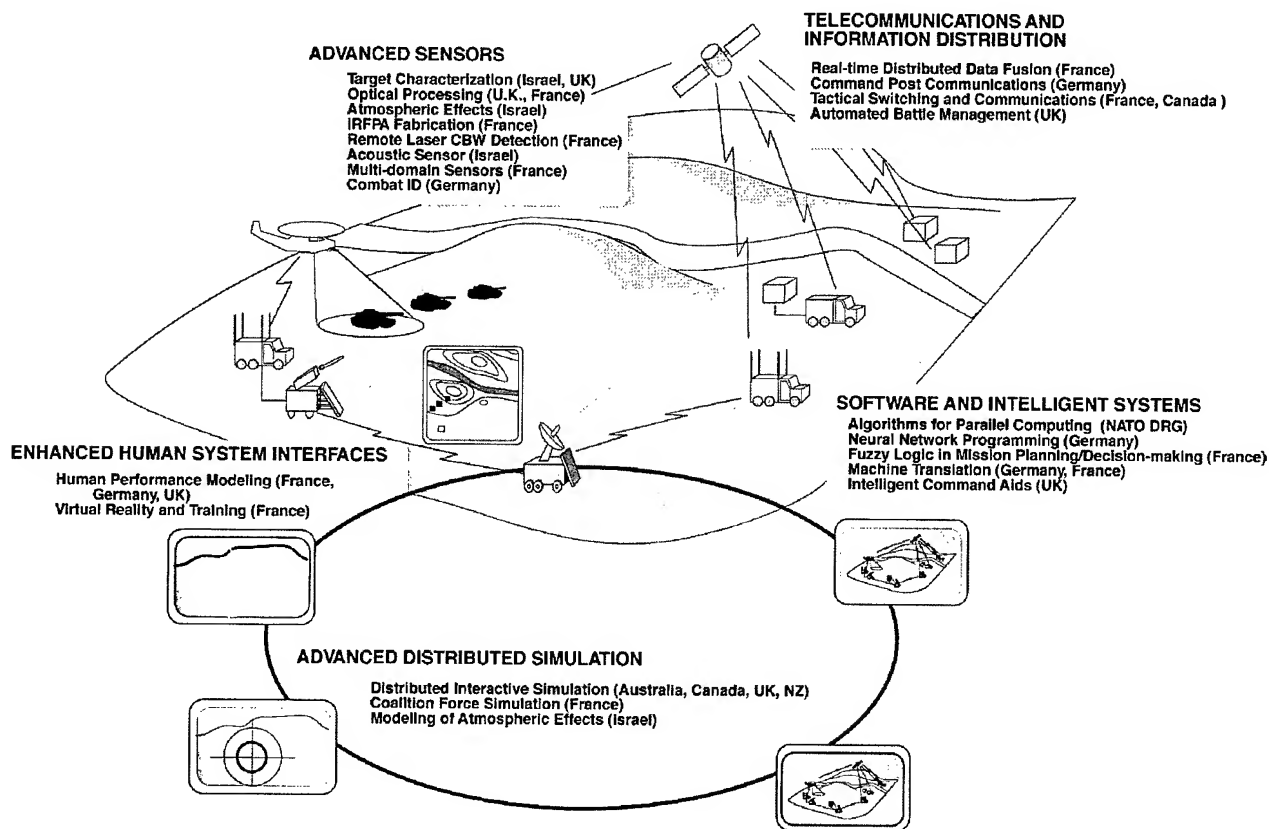 ADVANCED SENSORS
Target Characterization (Israel, UK)
Optical Processing (U.K., France)
Atmospheric Effects (Israel)
IRFPA Fabrication (France)
Remote Laser CBW Detection (France)
Acoustic Sensor (Israel)
Multi-domain Sensors (France)
Combat ID (Germany)
TELECOMMUNICATIONS AND
INFORMATION DISTRIBUTION
Real-time Distributed Data Fusion (France)
Command Post Communications (Germany)
Tactical Switching and Communications (France, Canada )
Automated Battle Management (UK)
SOFTWARE AND INTELLIGENT SYSTEMS
Algorithms for Parallel Computing (NATO DRG)
Neural Network Programming (Germany)
Fuzzy Logic in Mission Planning/Decision-making (France)
Machine Translation (Germany, France)
Intelligent Command Aids (UK)
ENHANCED HUMAN SYSTEM INTERFACES
Human Performance Modeling (France,
Germany, UK)
Virtual Reality and Training (France)
ADVANCED DISTRIBUTED SIMULATION
Distributed Interactive Simulation (Australia, Canada, UK, NZ)
Coalition Force Simulation (France)
Modeling of Atmospheric Effects (Israel)